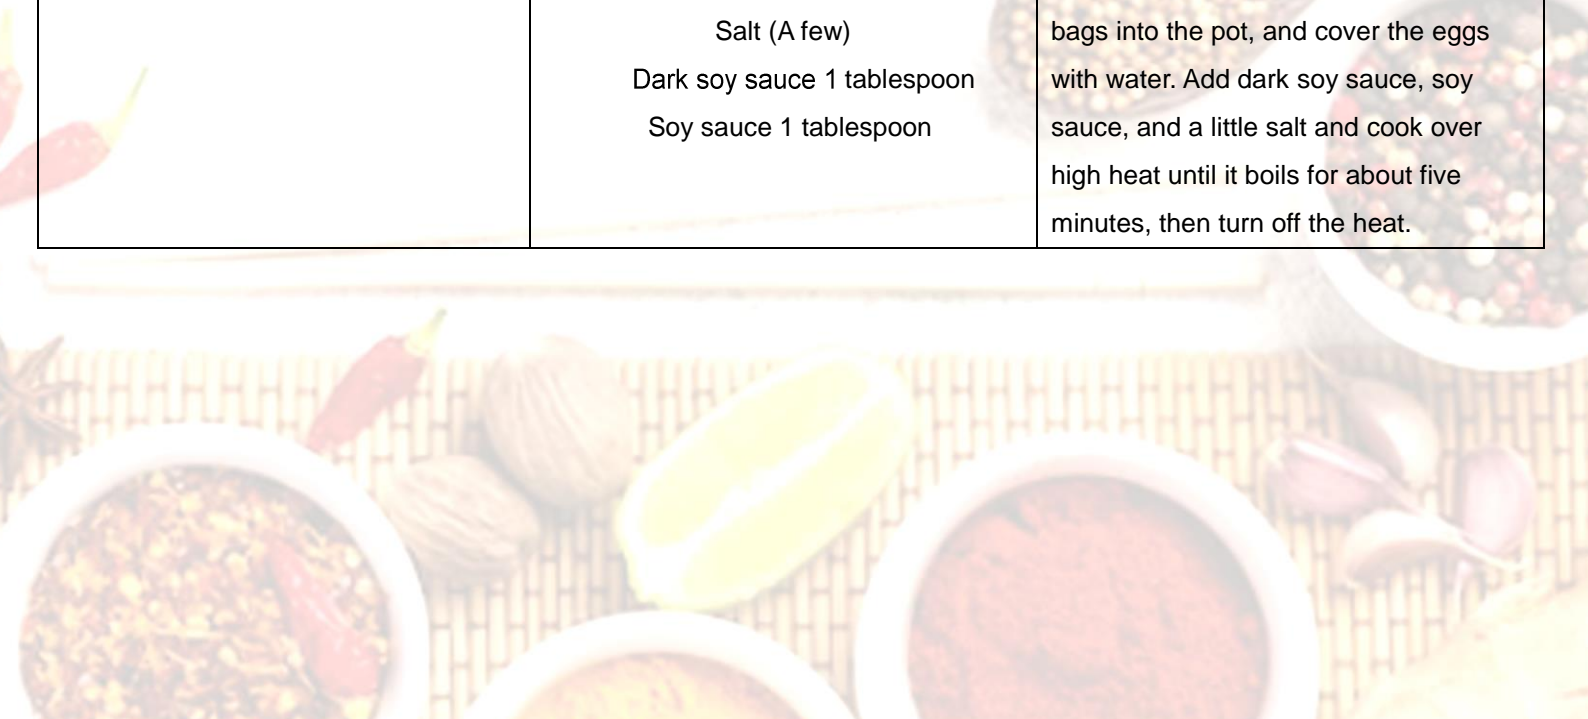 Salt (A few)
Dark soy sauce 1 tablespoon
Soy sauce 1 tablespoon
bags into the pot, and cover the eggs
with water. Add dark soy sauce, soy
sauce, and a little salt and cook over
high heat until it boils for about five
minutes, then turn off the heat.